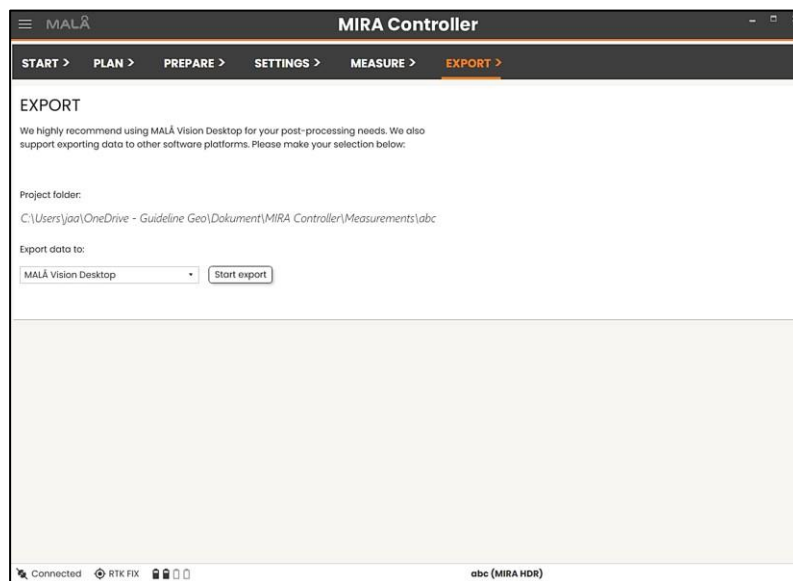 MALÅ
MIRA Controller
START > PLAN > PREPARE > SETTINGS > MEASURE > EXPORT >
EXPORT
We highly recommend using MALÅ Vision Desktop for your post-processing needs. We also
support exporting data to other software platforms. Please make your selection below:
Project folder:
C:\Users\jaa\OneDrive - Guideline Geo\Dokument\MIRA Controller\Measurements\abc
Export data to:
MALÅ Vision Desktop Start export
Connected RTK FIX abc (MIRA HDR)